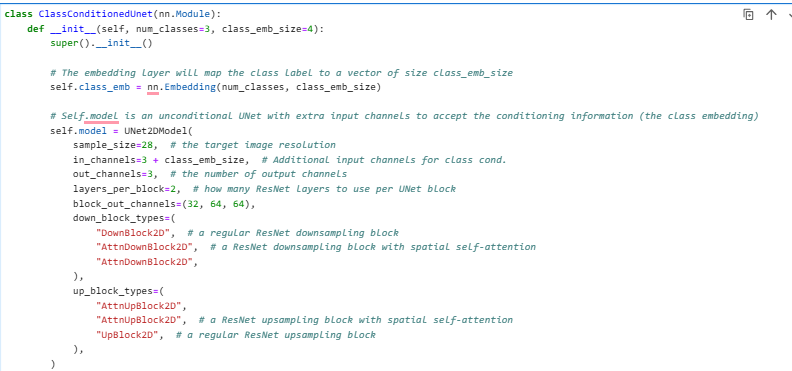 class ClassConditionedUnet(nn.Module):
    def __init__(self, num_classes=3, class_emb_size=4):
        super().__init__()

        # The embedding layer will map the class label to a vector of size class_emb_size
        self.class_emb = nn.Embedding(num_classes, class_emb_size)

        # Self.model is an unconditional UNet with extra input channels to accept the conditioning information (the class embedding)
        self.model = UNet2DModel(
            sample_size=28,  # the target image resolution
            in_channels=3 + class_emb_size,  # Additional input channels for class cond.
            out_channels=3,  # the number of output channels
            layers_per_block=2,  # how many ResNet Layers to use per UNet block
            block_out_channels=(32, 64, 64),
            down_block_types=(
                "DownBlock2D",  # a regular ResNet downsampling block
                "AttnDownBlock2D",  # a ResNet downsampling block with spatial self-attention
                "AttnDownBlock2D",
            ),
            up_block_types=(
                "AttnUpBlock2D",
                "AttnUpBlock2D",  # a ResNet upsampling block with spatial self-attention
                "UpBlock2D",  # a regular ResNet upsampling block
            ),
        )